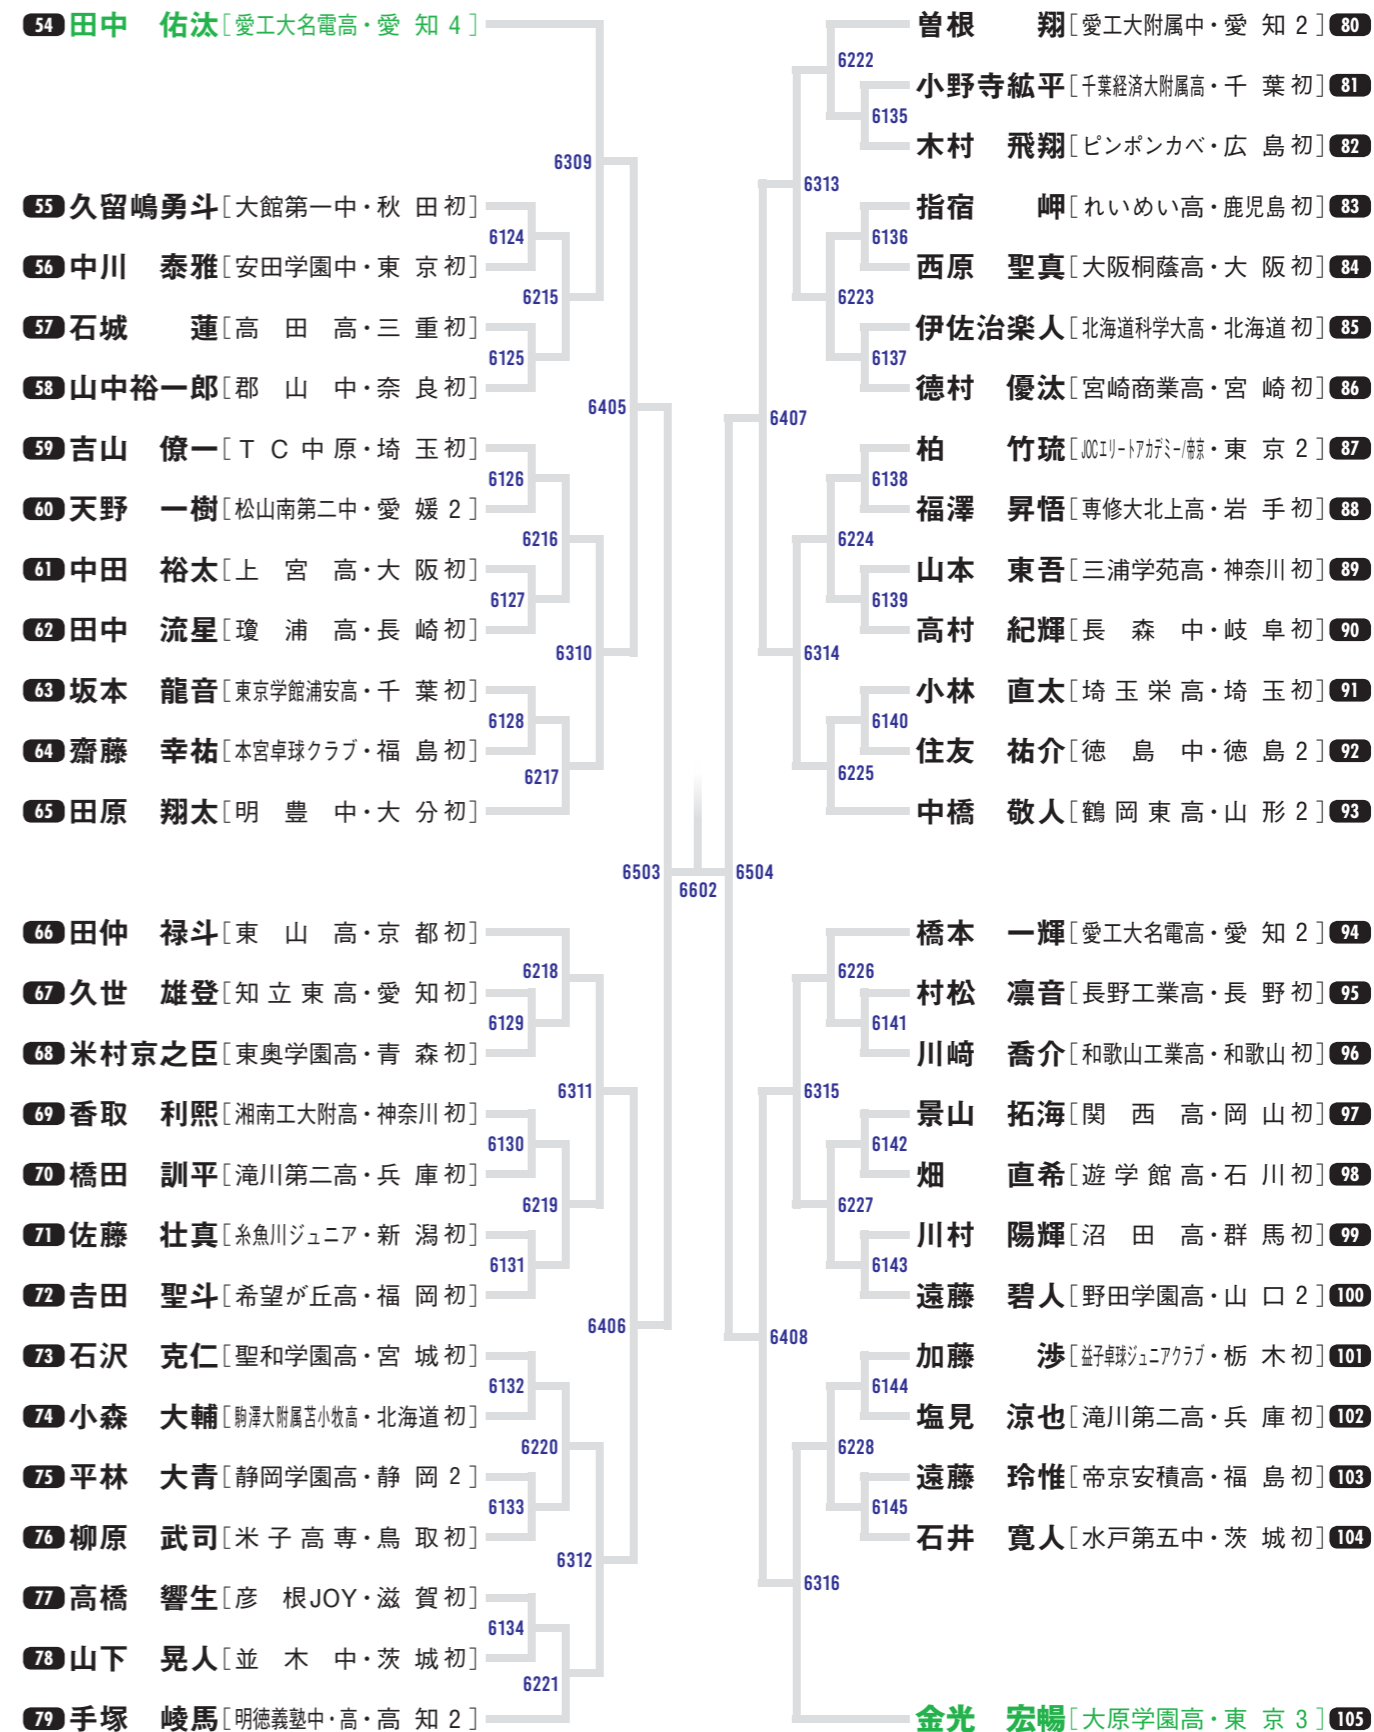 54 田中 佑汰[愛工大名電高・愛知4]
6309
55 久留嶋勇斗[大館第一中・秋田初]
6124
56 中川 泰雅[安田学園中・東京初]
6215
57 石城 蓮[高田高・三重初]
6125
58 山中裕一郎[郡山中・奈良初]
6405
59 吉山 僚一[TC中原・埼玉初]
6126
60 天野 一樹[松山南第二中・愛媛2]
6216
61 中田 裕太[上宮高・大阪初]
6127
62 田中 流星[瓊浦高・長崎初]
6310
63 坂本 龍音[東京学館浦安高・千葉初]
6128
64 齋藤 幸祐[本宮卓球クラブ・福島初]
6217
65 田原 翔太[明豊中・大分初]
6503
6602
66 田仲 禄斗[東山高・京都初]
6218
67 久世 雄登[知立東高・愛知初]
6129
68 米村京之臣[東奥学園高・青森初]
6311
69 香取 利熙[湘南工大附高・神奈川初]
6130
70 橋田 訓平[滝川第二高・兵庫初]
6219
71 佐藤 壮真[糸魚川ジュニア・新潟初]
6131
72 𠮷田 聖斗[希望が丘高・福岡初]
6406
73 石沢 克仁[聖和学園高・宮城初]
6132
74 小森 大輔[駒澤大附属苫小牧高・北海道初]
6220
75 平林 大青[静岡学園高・静岡2]
6133
76 柳原 武司[米子高専・鳥取初]
6312
77 高橋 響生[彦根JOY・滋賀初]
6134
78 山下 晃人[並木中・茨城初]
6221
79 手塚 崚馬[明徳義塾中・高・高知2]
曽根 翔[愛工大附属中・愛知2]80
6222
小野寺紘平[千葉経済大附属高・千葉初]81
6135
木村 飛翔[ピンポンカベ・広島初]82
6313
指宿 岬[れいめい高・鹿児島初]83
6136
西原 聖真[大阪桐蔭高・大阪初]84
6223
伊佐治楽人[北海道科学大高・北海道初]85
6137
德村 優汰[宮崎商業高・宮崎初]86
6407
柏 竹琉[JOCエリートアカデミー/帝京・東京2]87
6138
福澤 昇悟[専修大北上高・岩手初]88
6224
山本 東吾[三浦学苑高・神奈川初]89
6139
高村 紀輝[長森中・岐阜初]90
6314
小林 直太[埼玉栄高・埼玉初]91
6140
住友 祐介[徳島中・徳島2]92
6225
中橋 敬人[鶴岡東高・山形2]93
6504
橋本 一輝[愛工大名電高・愛知2]94
6226
村松 凛音[長野工業高・長野初]95
6141
川﨑 喬介[和歌山工業高・和歌山初]96
6315
景山 拓海[関西高・岡山初]97
6142
畑 直希[遊学館高・石川初]98
6227
川村 陽輝[沼田高・群馬初]99
6143
遠藤 碧人[野田学園高・山口2]100
6408
加藤 渉[益子卓球ジュニアクラブ・栃木初]101
6144
塩見 涼也[滝川第二高・兵庫初]102
6228
遠藤 玲惟[帝京安積高・福島初]103
6145
石井 寛人[水戸第五中・茨城初]104
6316
金光 宏暢[大原学園高・東京3]105